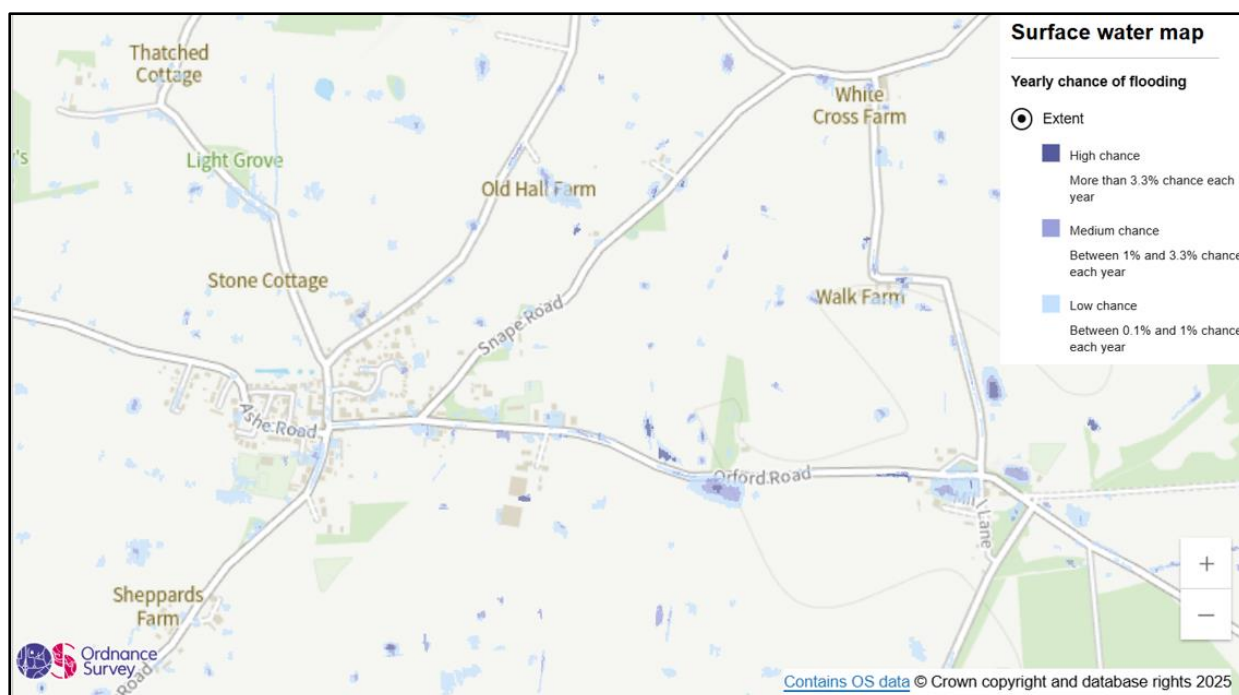 Surface water map
Yearly chance of flooding
Extent
High chance
More than 3.3% chance each
year
Medium chance
Between 1% and 3.3% chance
each year
Low chance
Between 0.1% and 1% chance
each year
Thatched
Cottage
White
Cross Farm
's
Light Grove
Old Hall Farm
Stone Cottage
Walk Farm
Snape Road
Ashe Road
Orford Road
Lane
Sheppards
Farm
Road
+
−
OS Ordnance
Survey
Contains OS data © Crown copyright and database rights 2025